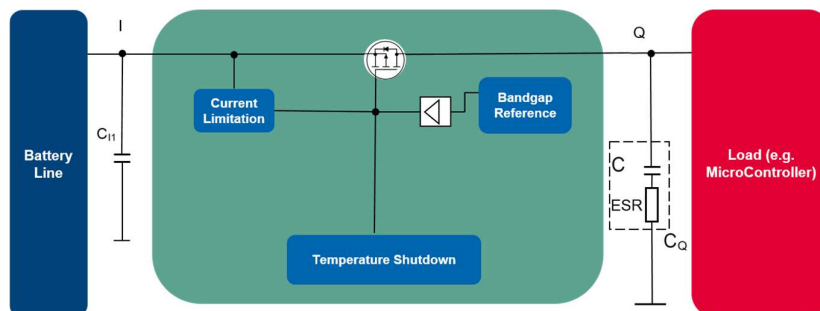 I
Q
Battery
Line
C_I1
Current
Limitation
Bandgap
Reference
Temperature Shutdown
C
ESR
C_Q
Load (e.g.
MicroController)